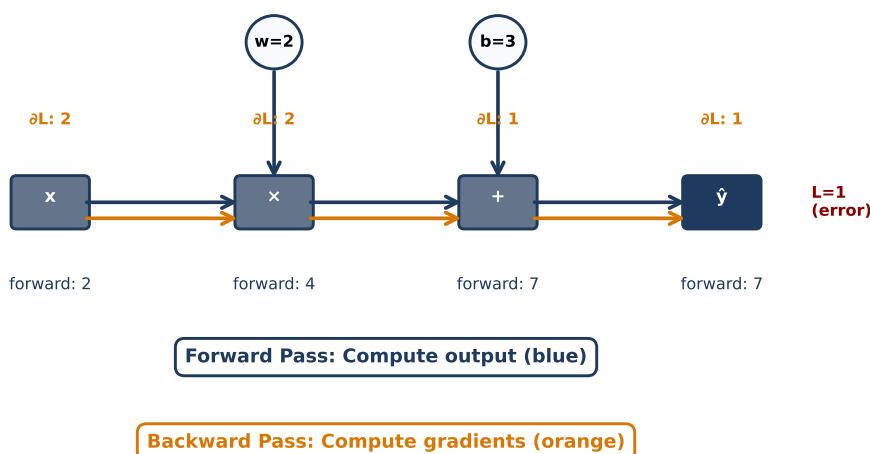 w=2
b=3
∂L: 2
∂L: 2
∂L: 1
∂L: 1
x
×
+
ŷ
L=1
(error)
forward: 2
forward: 4
forward: 7
forward: 7
Forward Pass: Compute output (blue)
Backward Pass: Compute gradients (orange)